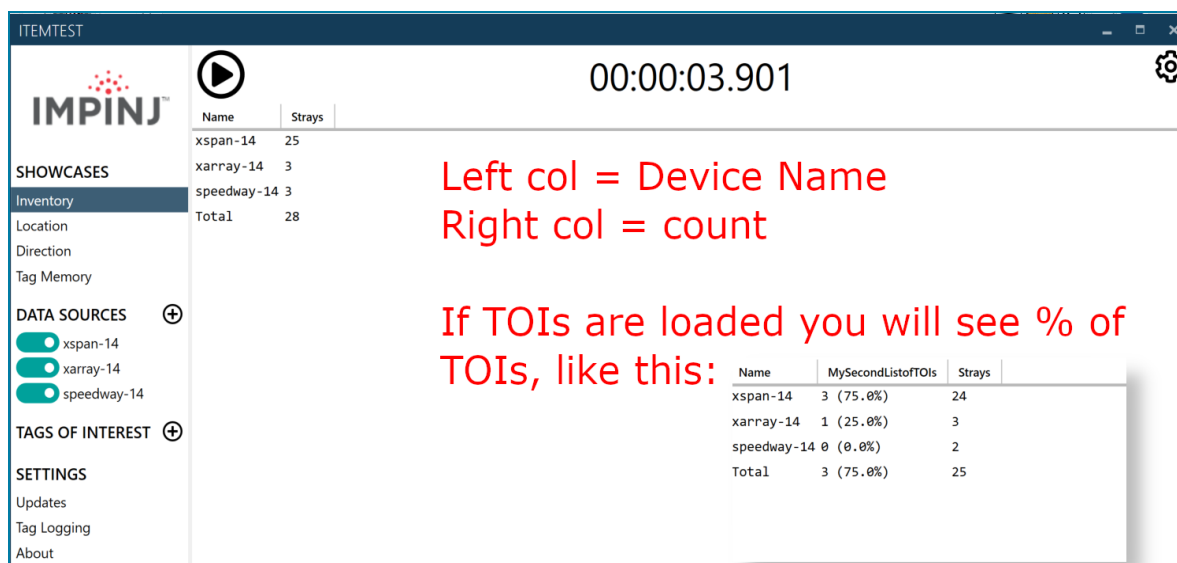 ITEMTEST
IMPINJ™
00:00:03.901
Name Strays
xspan-14 25
xarray-14 3
speedway-14 3
Total 28
SHOWCASES
Inventory
Location
Direction
Tag Memory
DATA SOURCES
xspan-14
xarray-14
speedway-14
TAGS OF INTEREST
SETTINGS
Updates
Tag Logging
About
Left col = Device Name
Right col = count
If TOIs are loaded you will see % of
TOIs, like this:
Name MySecondListofTOIs Strays
xspan-14 3 (75.0%) 24
xarray-14 1 (25.0%) 3
speedway-14 0 (0.0%) 2
Total 3 (75.0%) 25